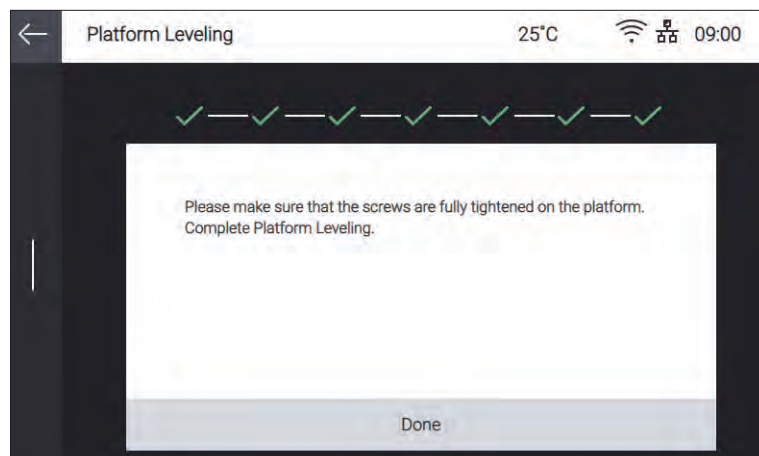 Platform Leveling 25°C 09:00
Please make sure that the screws are fully tightened on the platform.
Complete Platform Leveling.
Done